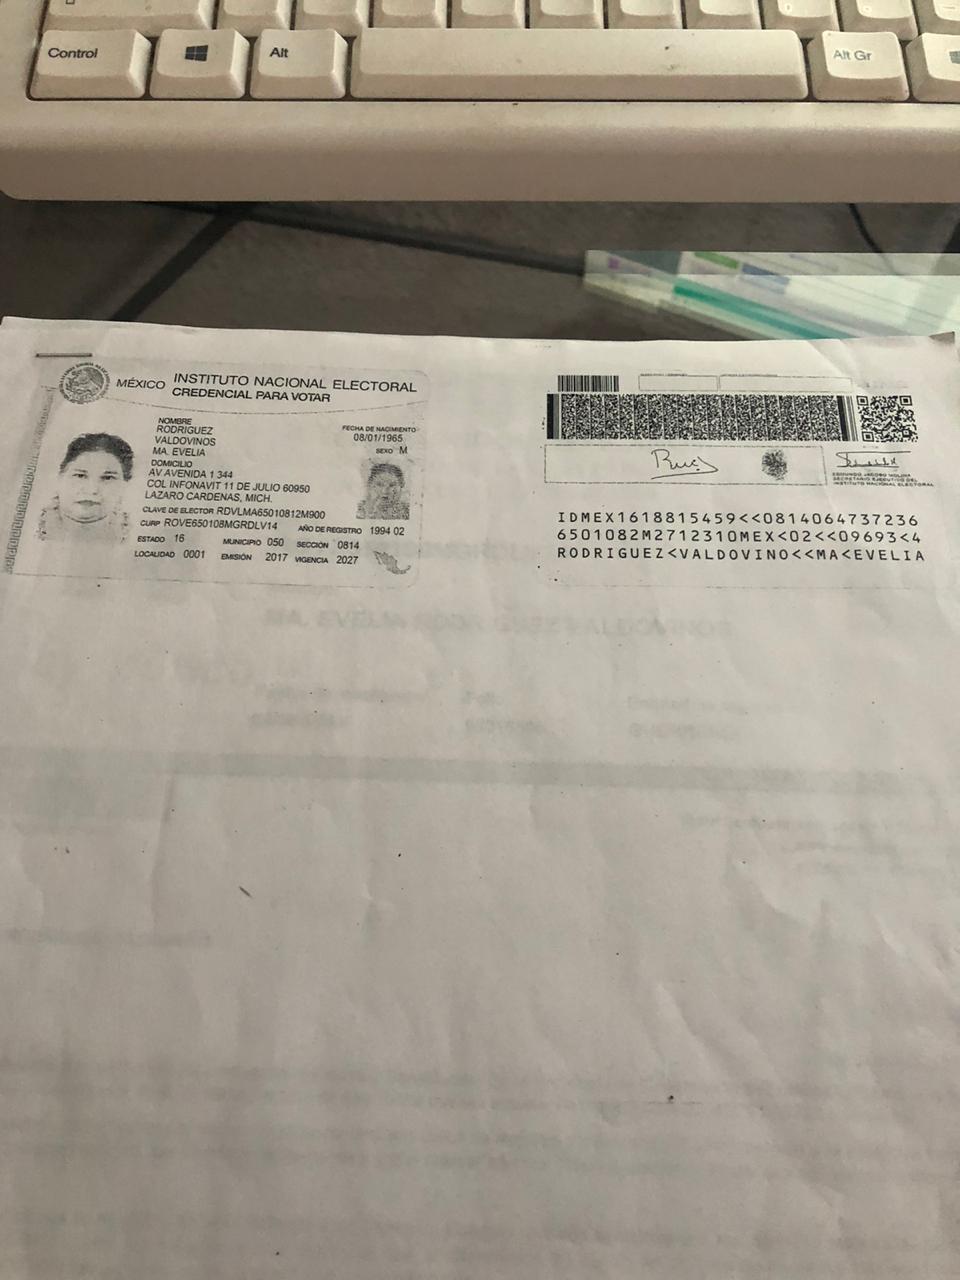 Control
Alt
Alt Gr
MÉXICO INSTITUTO NACIONAL ELECTORAL
CREDENCIAL PARA VOTAR
NOMBRE
RODRIGUEZ
VALDOVINOS
MA. EVELIA
FECHA DE NACIMIENTO
08/01/1965
SEXO M
DOMICILIO
AV AVENIDA 1 344
COL INFONAVIT 11 DE JULIO 60950
LAZARO CARDENAS, MICH.
CLAVE DE ELECTOR RDVLMA65010812M900
CURP ROVE650108MGRDLV14 AÑO DE REGISTRO 1994 02
ESTADO 16 MUNICIPIO 050 SECCIÓN 0814
LOCALIDAD 0001 EMISIÓN 2017 VIGENCIA 2027
EDMUNDO JACOBO MOLINA
SECRETARIO EJECUTIVO DEL
INSTITUTO NACIONAL ELECTORAL
IDMEX1618815459<<0814064737236
6501082M2712310MEX<02<<09693<4
RODRIGUEZ<VALDOVINO<<MA<EVELIA